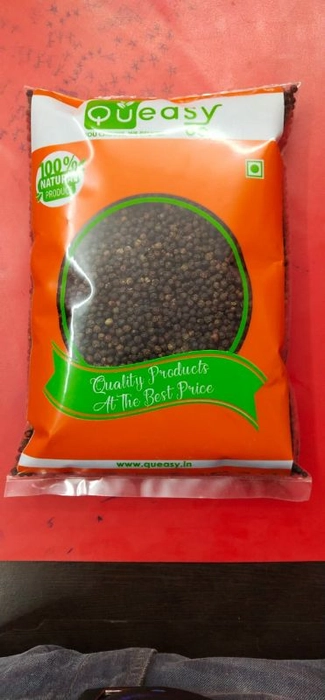 Queasy
100%
NATURAL
PRODUCT
Quality Products
At the Best Price
www.queasy.in